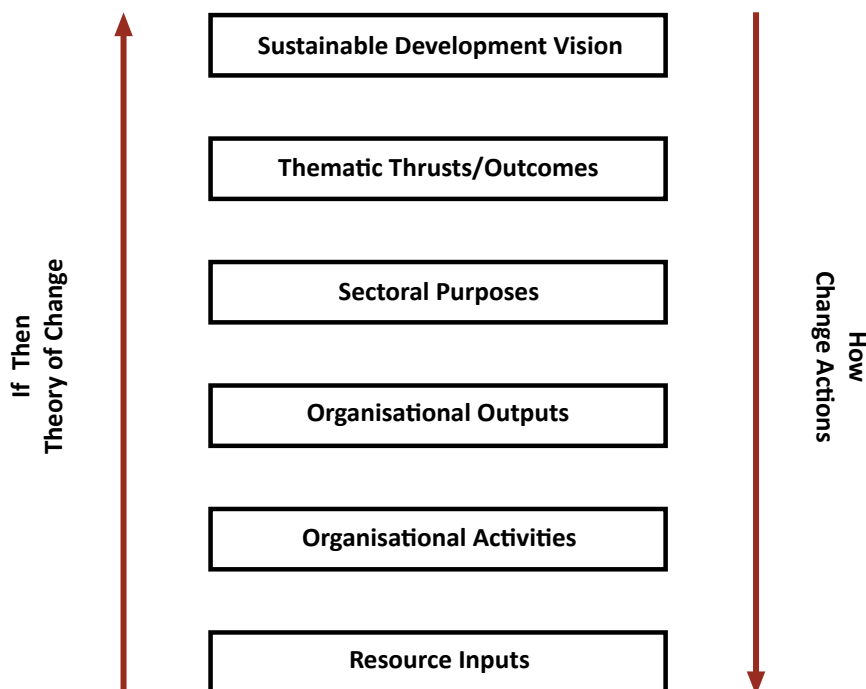 Sustainable Development Vision
Thematic Thrusts/Outcomes
Sectoral Purposes
Organisational Outputs
Organisational Activities
Resource Inputs
If Then
Theory of Change
How
Change Actions